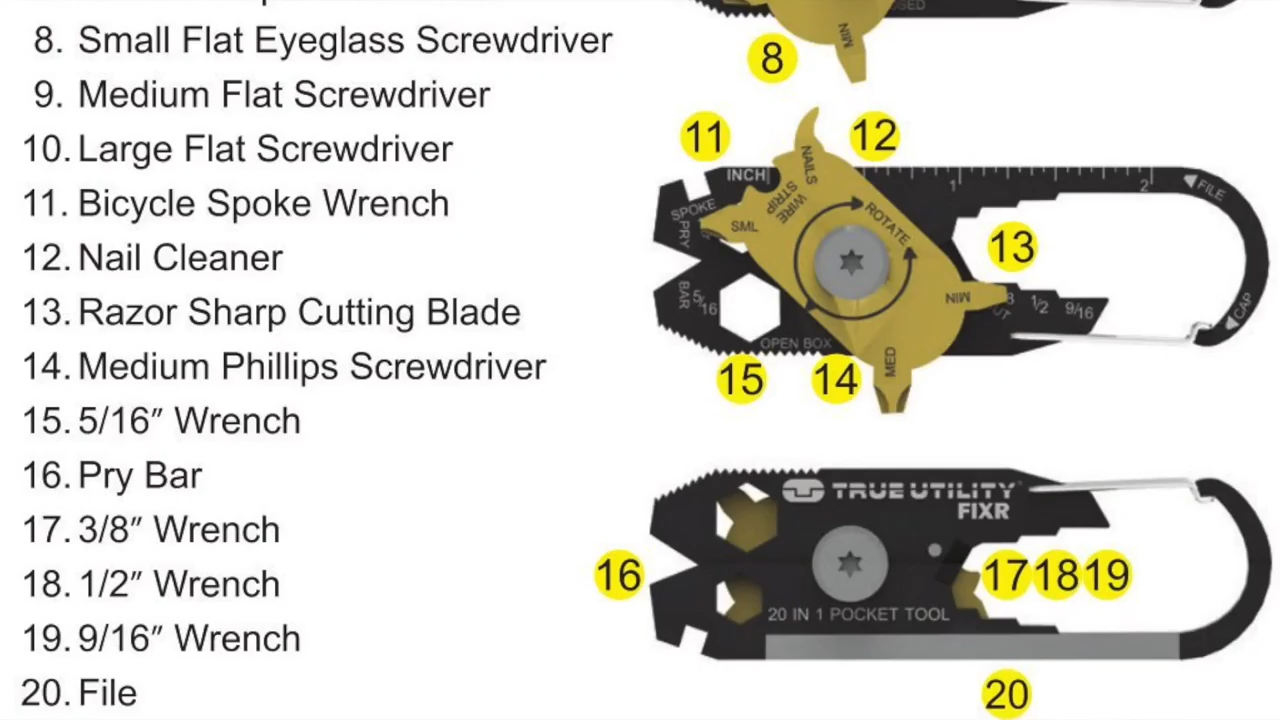 8. Small Flat Eyeglass Screwdriver
9. Medium Flat Screwdriver
10. Large Flat Screwdriver
11. Bicycle Spoke Wrench
12. Nail Cleaner
13. Razor Sharp Cutting Blade
14. Medium Phillips Screwdriver
15. 5/16″ Wrench
16. Pry Bar
17. 3/8″ Wrench
18. 1/2″ Wrench
19. 9/16″ Wrench
20. File
MIN
8
11
12
INCH
1
2
FILE
NAILS
WIRE
STRIP
SPOKE
SML
ROTATE
PRY
13
BAR
5/16
MIN
1/2
9/16
CAP
OPEN BOX
MED
15
14
TRUE UTILITY
FIXR
16
17 18 19
20 IN 1 POCKET TOOL
20